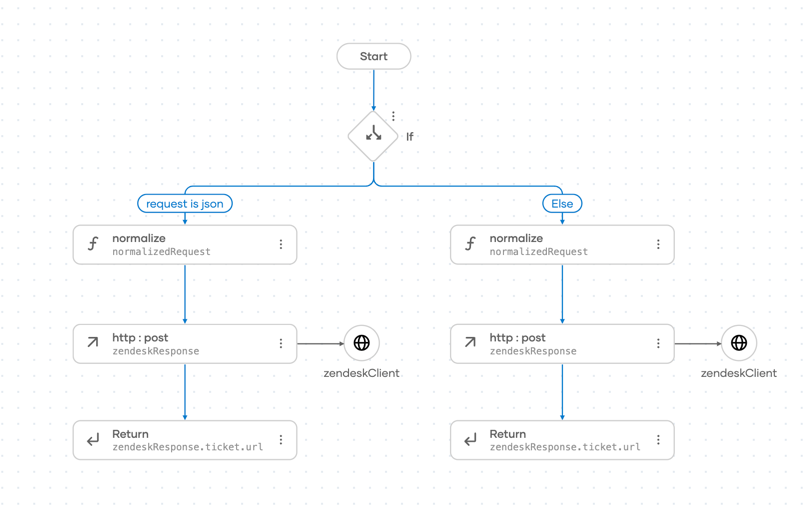 Start
If
request is json
Else
normalize
normalizedRequest
normalize
normalizedRequest
http : post
zendeskResponse
zendeskClient
http : post
zendeskResponse
zendeskClient
Return
zendeskResponse.ticket.url
Return
zendeskResponse.ticket.url